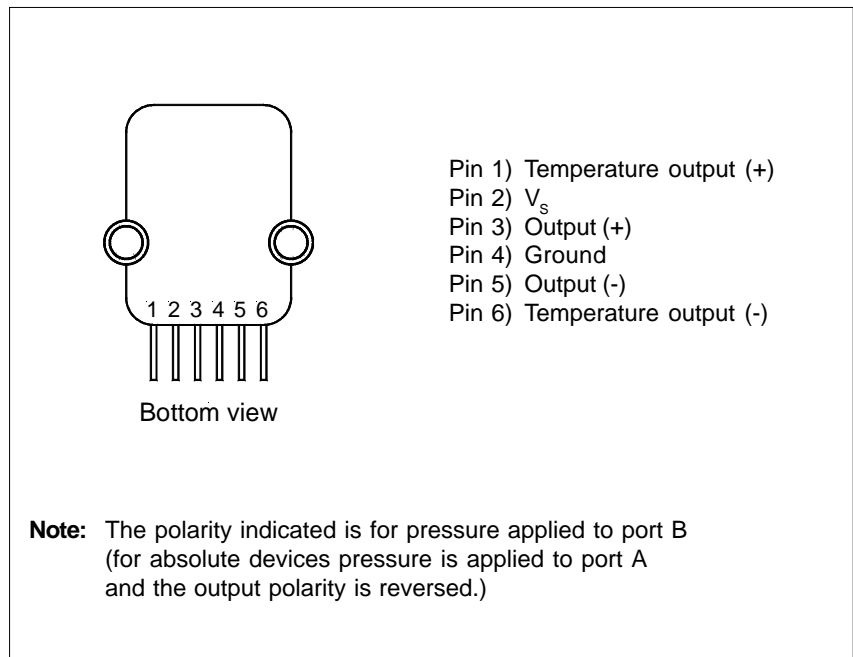 Pin 1) Temperature output (+)
Pin 2) VS
Pin 3) Output (+)
Pin 4) Ground
Pin 5) Output (-)
Pin 6) Temperature output (-)
1 2 3 4 5 6
Bottom view
Note: The polarity indicated is for pressure applied to port B
(for absolute devices pressure is applied to port A
and the output polarity is reversed.)